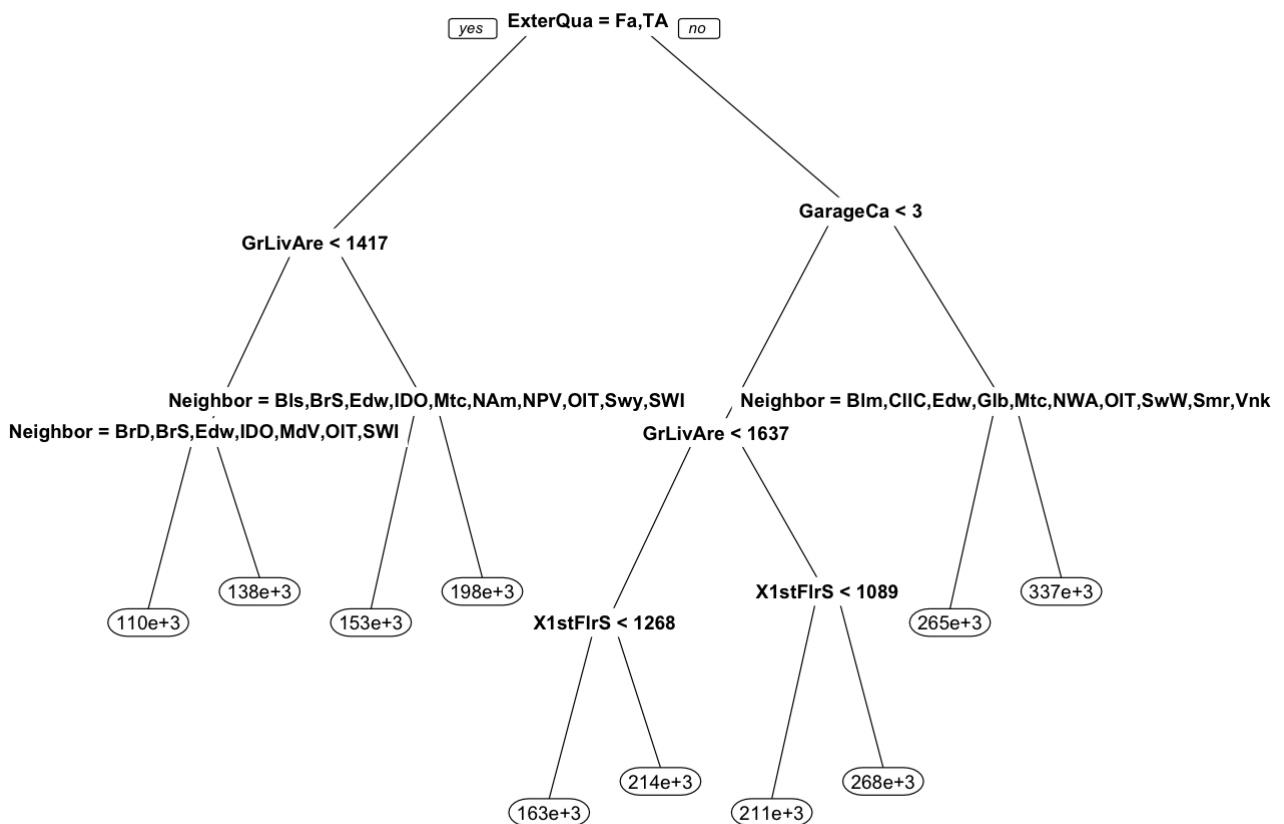 yes
ExterQua = Fa,TA
no
GarageCa < 3
GrLivAre < 1417
Neighbor = Bls,BrS,Edw,IDO,Mtc,NAm,NPV,OlT,Swy,SWI
Neighbor = Blm,CllC,Edw,Glb,Mtc,NWA,OlT,SwW,Smr,Vnk
Neighbor = BrD,BrS,Edw,IDO,MdV,OlT,SWI
GrLivAre < 1637
138e+3
198e+3
X1stFlrS < 1089
337e+3
110e+3
153e+3
X1stFlrS < 1268
265e+3
214e+3
268e+3
163e+3
211e+3